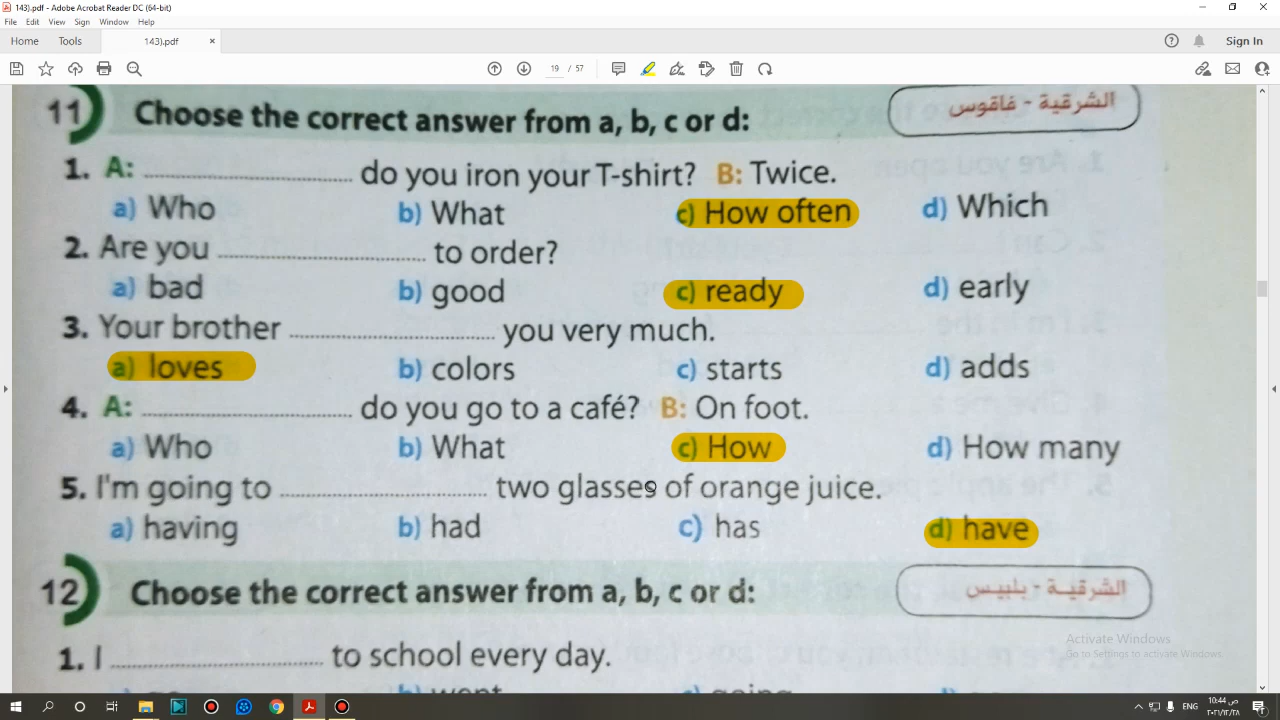 143).pdf - Adobe Acrobat Reader DC (64-bit)
File Edit View Sign Window Help
Home Tools 143).pdf × Sign In
19 / 57
11 Choose the correct answer from a, b, c or d: الشرقية - فاقوس
1. A: ........................ do you iron your T-shirt? B: Twice.
a) Who b) What c) How often d) Which
2. Are you ........................ to order?
a) bad b) good c) ready d) early
3. Your brother ........................ you very much.
a) loves b) colors c) starts d) adds
4. A: ........................ do you go to a café? B: On foot.
a) Who b) What c) How d) How many
5. I'm going to ........................ two glasses of orange juice.
a) having b) had c) has d) have
12 Choose the correct answer from a, b, c or d: الشرقية - بلبيس
1. I ........................ to school every day.
b) went c) going
Activate Windows
Go to Settings to activate Windows.
ENG 10:44 ص
٢٠٢١/١٢/٢٨